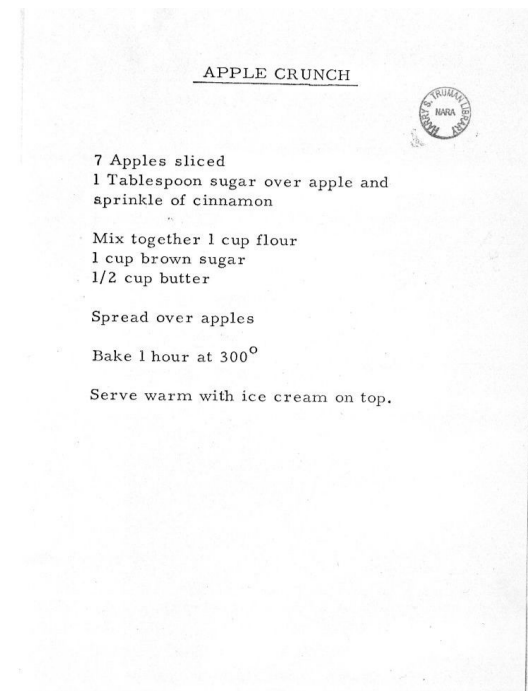 APPLE CRUNCH
HARRY S. TRUMAN LIBRARY
NARA
7 Apples sliced
1 Tablespoon sugar over apple and
sprinkle of cinnamon
Mix together 1 cup flour
1 cup brown sugar
1/2 cup butter
Spread over apples
Bake 1 hour at 300°
Serve warm with ice cream on top.